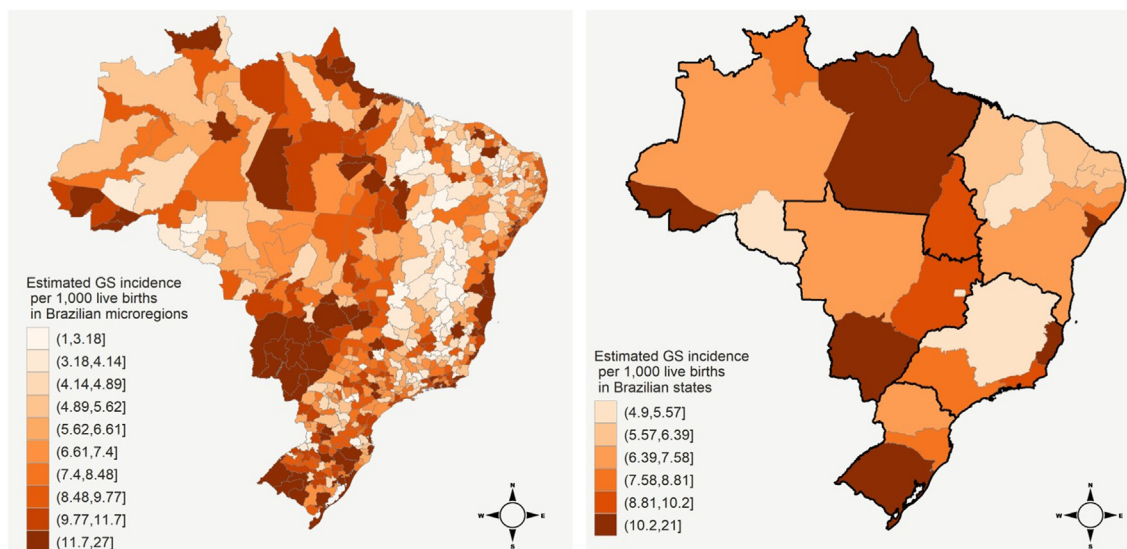 Estimated GS incidence
per 1,000 live births
in Brazilian microregions
(1,3.18]
(3.18,4.14]
(4.14,4.89]
(4.89,5.62]
(5.62,6.61]
(6.61,7.4]
(7.4,8.48]
(8.48,9.77]
(9.77,11.7]
(11.7,27]
N
W
E
S
Estimated GS incidence
per 1,000 live births
in Brazilian states
(4.9,5.57]
(5.57,6.39]
(6.39,7.58]
(7.58,8.81]
(8.81,10.2]
(10.2,21]
N
W
E
S